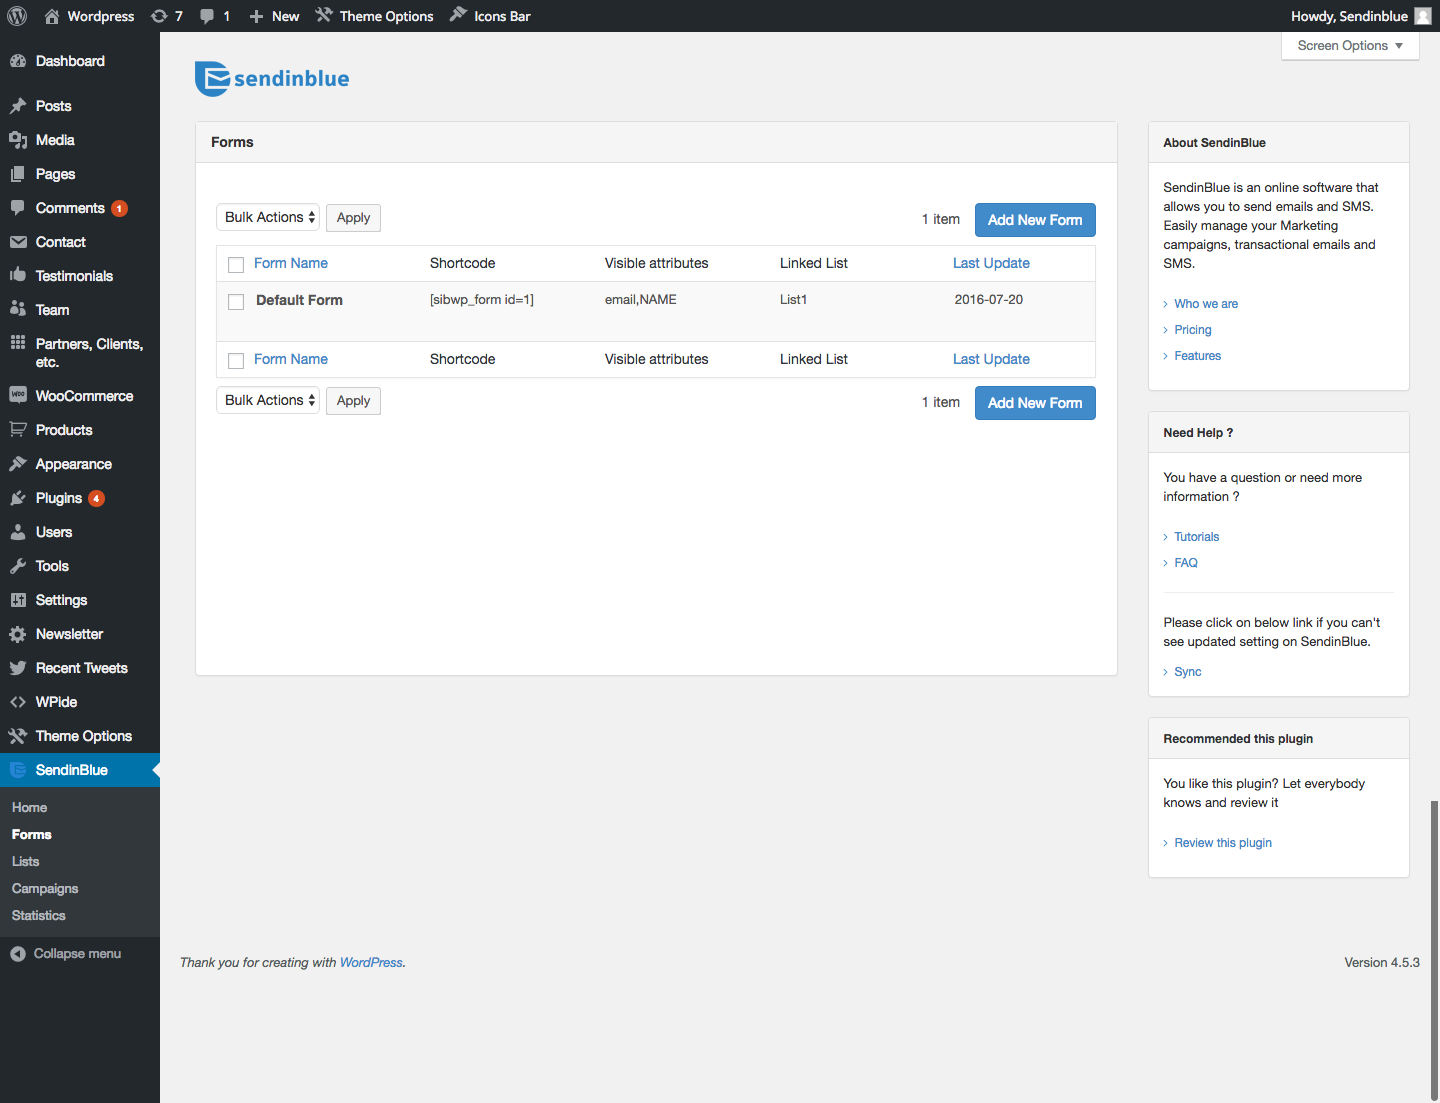 Wordpress 7 1 New Theme Options Icons Bar Howdy, Sendinblue
Screen Options
Dashboard
Posts
Media
Pages
Comments 1
Contact
Testimonials
Team
Partners, Clients,
etc.
WooCommerce
Products
Appearance
Plugins 4
Users
Tools
Settings
Newsletter
Recent Tweets
WPide
Theme Options
SendinBlue
Home
Forms
Lists
Campaigns
Statistics
Collapse menu
sendinblue
Forms
Bulk Actions Apply 1 item Add New Form
Form Name Shortcode Visible attributes Linked List Last Update
Default Form [sibwp_form id=1] email,NAME List1 2016-07-20
Form Name Shortcode Visible attributes Linked List Last Update
Bulk Actions Apply 1 item Add New Form
About SendinBlue
SendinBlue is an online software that
allows you to send emails and SMS.
Easily manage your Marketing
campaigns, transactional emails and
SMS.
Who we are
Pricing
Features
Need Help ?
You have a question or need more
information ?
Tutorials
FAQ
Please click on below link if you can't
see updated setting on SendinBlue.
Sync
Recommended this plugin
You like this plugin? Let everybody
knows and review it
Review this plugin
Thank you for creating with WordPress. Version 4.5.3